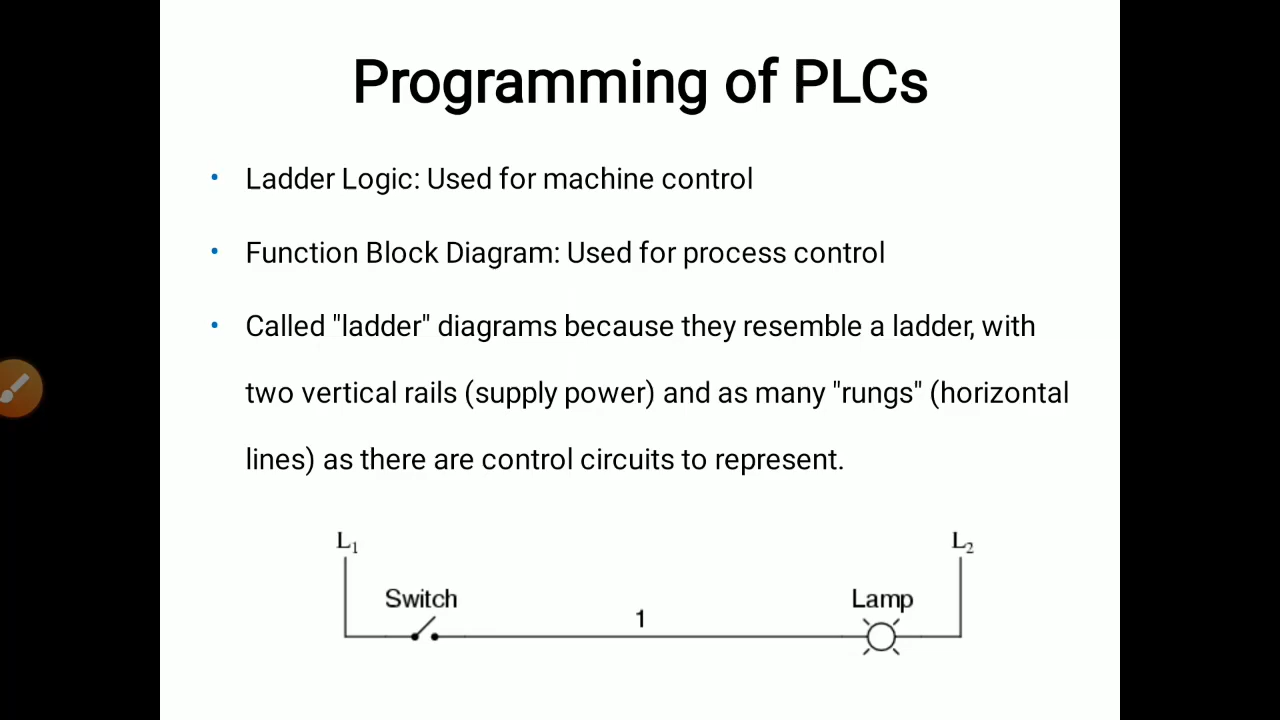 Programming of PLCs
• Ladder Logic: Used for machine control
• Function Block Diagram: Used for process control
• Called "ladder" diagrams because they resemble a ladder, with
two vertical rails (supply power) and as many "rungs" (horizontal
lines) as there are control circuits to represent.
L₁ L₂
Switch 1 Lamp